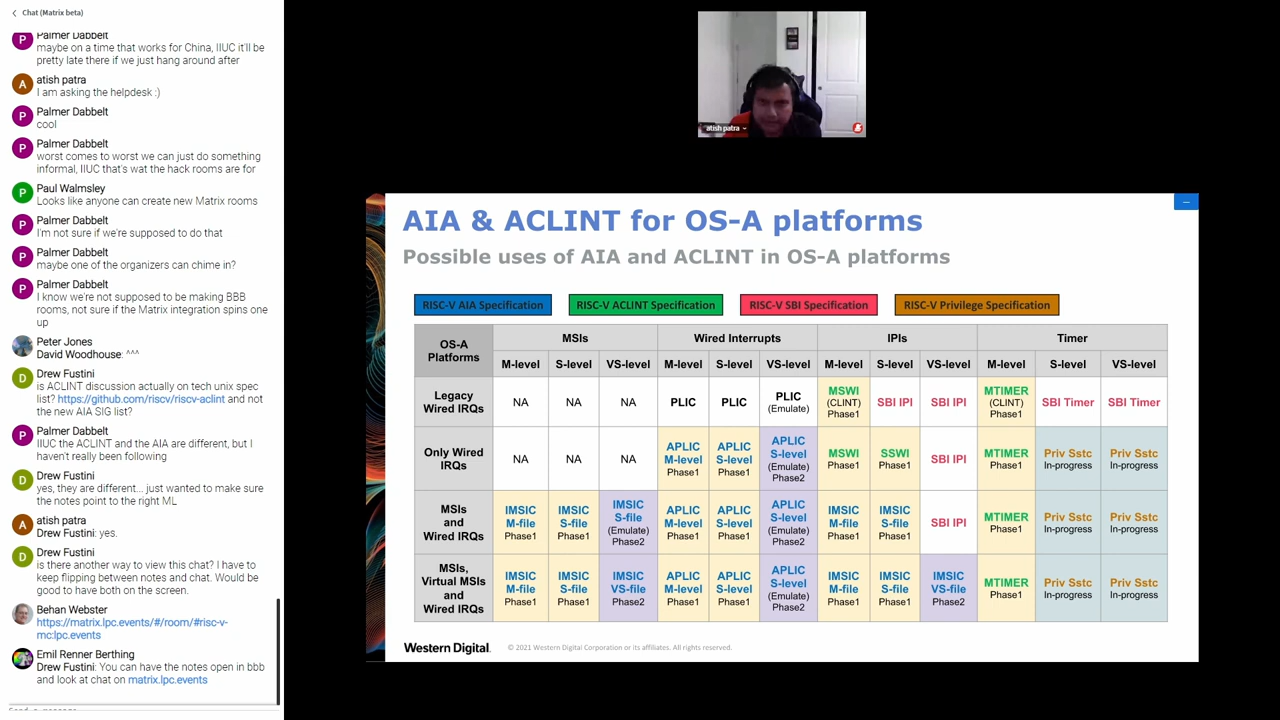 Chat (Matrix beta)
Palmer Dabbelt
maybe on a time that works for China, IIUC it'll be
pretty late there if we just hang around after
A
atish patra
I am asking the helpdesk :)
P
Palmer Dabbelt
cool
P
Palmer Dabbelt
worst comes to worst we can just do something
informal, IIUC that's wat the hack rooms are for
P
Paul Walmsley
Looks like anyone can create new Matrix rooms
P
Palmer Dabbelt
I'm not sure if we're supposed to do that
P
Palmer Dabbelt
maybe one of the organizers can chime in?
P
Palmer Dabbelt
I know we're not supposed to be making BBB
rooms, not sure if the Matrix integration spins one
up
Peter Jones
David Woodhouse: ^^^
D
Drew Fustini
is ACLINT discussion actually on tech unix spec
list? https://github.com/riscv/riscv-aclint and not
the new AIA SIG list?
P
Palmer Dabbelt
IIUC the ACLINT and the AIA are different, but I
haven't really been following
D
Drew Fustini
yes, they are different... just wanted to make sure
the notes point to the right ML
A
atish patra
Drew Fustini: yes.
D
Drew Fustini
is there another way to view this chat? I have to
keep flipping between notes and chat. Would be
good to have both on the screen.
Behan Webster
https://matrix.lpc.events/#/room/#risc-v-
mc:lpc.events
Emil Renner Berthing
Drew Fustini: You can have the notes open in bbb
and look at chat on matrix.lpc.events
atish patra
AIA & ACLINT for OS-A platforms
Possible uses of AIA and ACLINT in OS-A platforms
RISC-V AIA Specification RISC-V ACLINT Specification RISC-V SBI Specification RISC-V Privilege Specification
OS-A Platforms MSIs Wired Interrupts IPIs Timer
M-level S-level VS-level M-level S-level VS-level M-level S-level VS-level M-level S-level VS-level
Legacy Wired IRQs NA NA NA PLIC PLIC PLIC (Emulate) MSWI (CLINT) Phase1 SBI IPI SBI IPI MTIMER (CLINT) Phase1 SBI Timer SBI Timer
Only Wired IRQs NA NA NA APLIC M-level Phase1 APLIC S-level Phase1 APLIC S-level (Emulate) Phase2 MSWI Phase1 SSWI Phase1 SBI IPI MTIMER Phase1 Priv Sstc In-progress Priv Sstc In-progress
MSIs and Wired IRQs IMSIC M-file Phase1 IMSIC S-file Phase1 IMSIC S-file (Emulate) Phase2 APLIC M-level Phase1 APLIC S-level Phase1 APLIC S-level (Emulate) Phase2 IMSIC M-file Phase1 IMSIC S-file Phase1 SBI IPI MTIMER Phase1 Priv Sstc In-progress Priv Sstc In-progress
MSIs, Virtual MSIs and Wired IRQs IMSIC M-file Phase1 IMSIC S-file Phase1 IMSIC VS-file Phase2 APLIC M-level Phase1 APLIC S-level Phase1 APLIC S-level (Emulate) Phase2 IMSIC M-file Phase1 IMSIC S-file Phase1 IMSIC VS-file Phase2 MTIMER Phase1 Priv Sstc In-progress Priv Sstc In-progress
Western Digital. © 2021 Western Digital Corporation or its affiliates. All rights reserved.